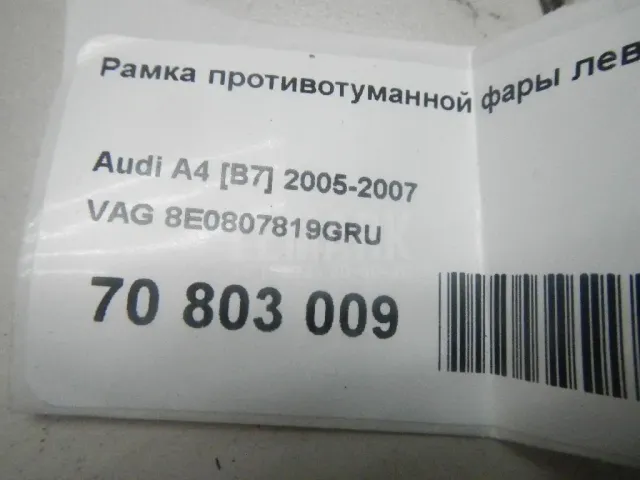 Рамка противотуманной фары лев
Audi A4 [B7] 2005-2007
VAG 8E0807819GRU
70 803 009